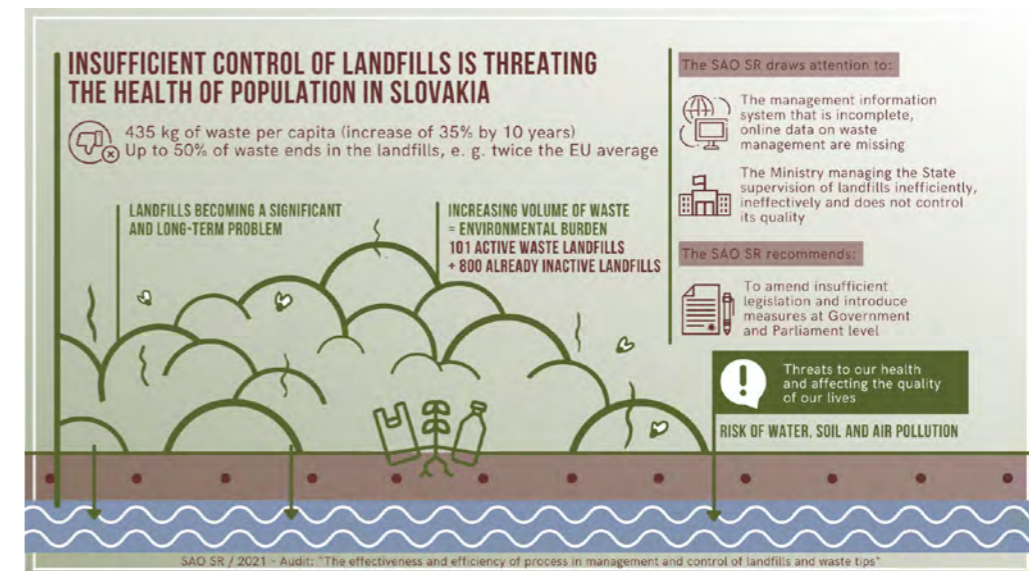 INSUFFICIENT CONTROL OF LANDFILLS IS THREATING
THE HEALTH OF POPULATION IN SLOVAKIA
435 kg of waste per capita (increase of 35% by 10 years)
Up to 50% of waste ends in the landfills, e. g. twice the EU average
LANDFILLS BECOMING A SIGNIFICANT
AND LONG-TERM PROBLEM
INCREASING VOLUME OF WASTE
= ENVIRONMENTAL BURDEN
101 ACTIVE WASTE LANDFILLS
+ 800 ALREADY INACTIVE LANDFILLS
The SAO SR draws attention to:
The management information
system that is incomplete,
online data on waste
management are missing
The Ministry managing the State
supervision of landfills inefficiently,
ineffectively and does not control
its quality
The SAO SR recommends:
To amend insufficient
legislation and introduce
measures at Government
and Parliament level
Threats to our health
and affecting the quality
of our lives
RISK OF WATER, SOIL AND AIR POLLUTION
SAO SR / 2021 - Audit: "The effectiveness and efficiency of process in management and control of landfills and waste tips"